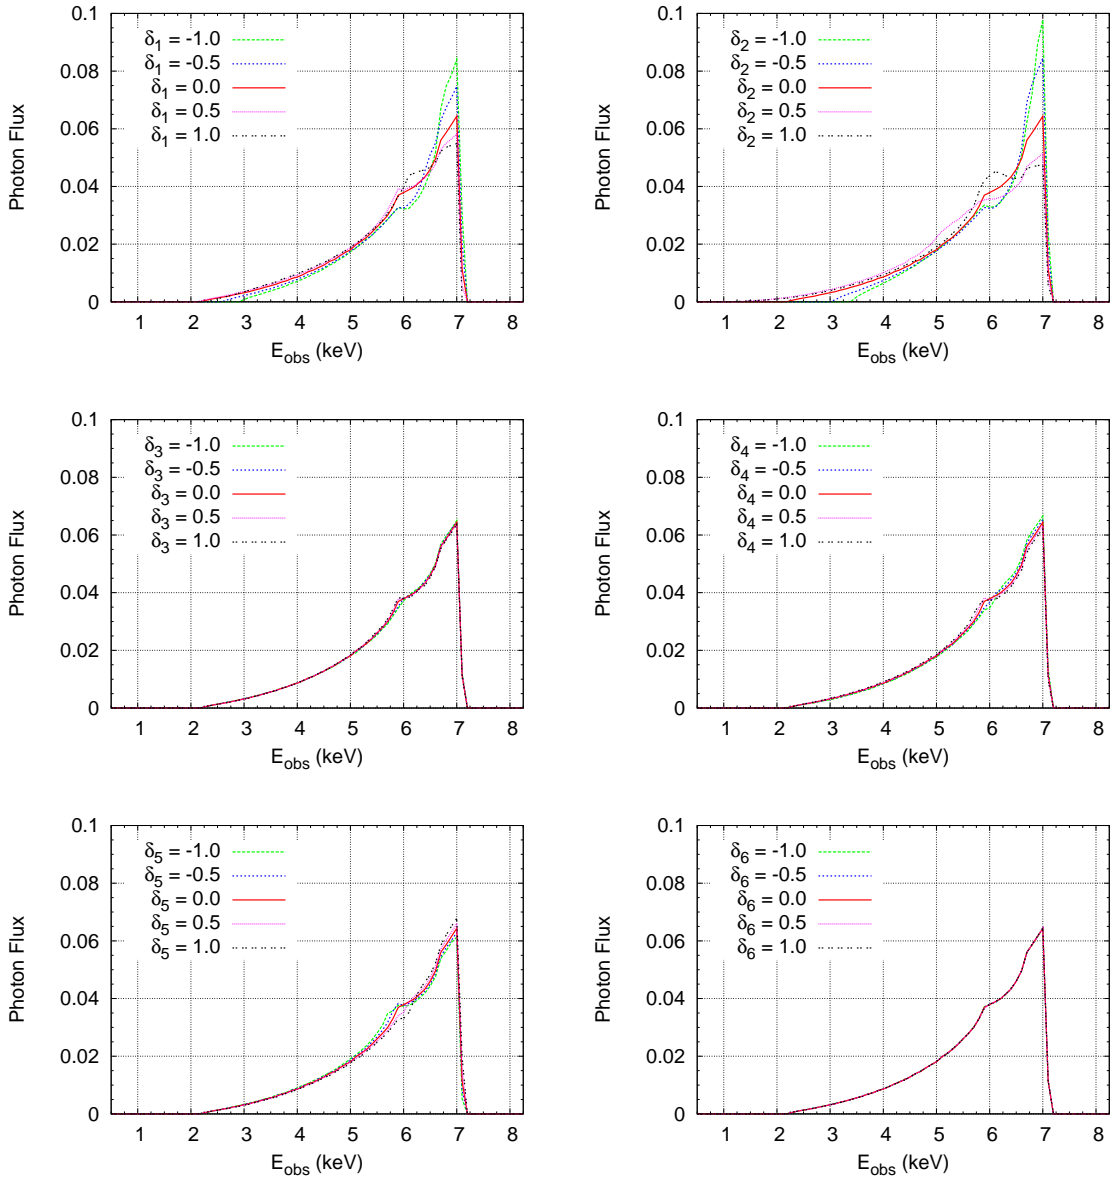 δ1 = -1.0
δ1 = -0.5
δ1 = 0.0
δ1 = 0.5
δ1 = 1.0
0.1
0.08
0.06
0.04
0.02
0
Photon Flux
1 2 3 4 5 6 7 8
Eobs (keV)
δ2 = -1.0
δ2 = -0.5
δ2 = 0.0
δ2 = 0.5
δ2 = 1.0
0.1
0.08
0.06
0.04
0.02
0
Photon Flux
1 2 3 4 5 6 7 8
Eobs (keV)
δ3 = -1.0
δ3 = -0.5
δ3 = 0.0
δ3 = 0.5
δ3 = 1.0
0.1
0.08
0.06
0.04
0.02
0
Photon Flux
1 2 3 4 5 6 7 8
Eobs (keV)
δ4 = -1.0
δ4 = -0.5
δ4 = 0.0
δ4 = 0.5
δ4 = 1.0
0.1
0.08
0.06
0.04
0.02
0
Photon Flux
1 2 3 4 5 6 7 8
Eobs (keV)
δ5 = -1.0
δ5 = -0.5
δ5 = 0.0
δ5 = 0.5
δ5 = 1.0
0.1
0.08
0.06
0.04
0.02
0
Photon Flux
1 2 3 4 5 6 7 8
Eobs (keV)
δ6 = -1.0
δ6 = -0.5
δ6 = 0.0
δ6 = 0.5
δ6 = 1.0
0.1
0.08
0.06
0.04
0.02
0
Photon Flux
1 2 3 4 5 6 7 8
Eobs (keV)